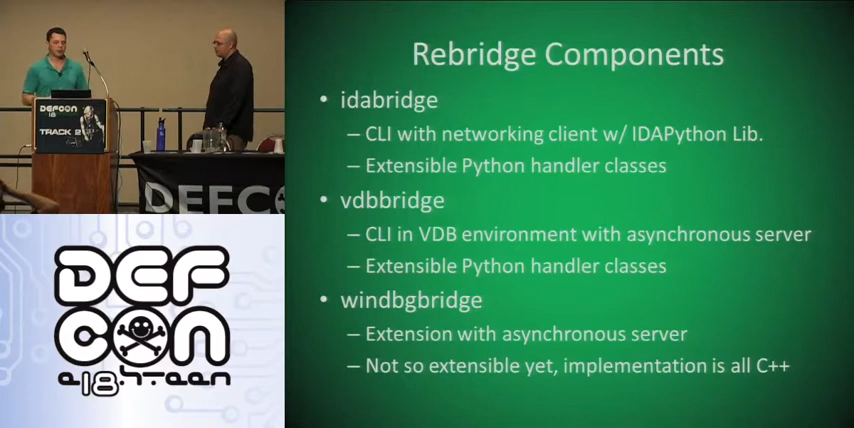 DEFCON
18
TRACK 2
DEFC
DEF
CON
e18hteen
Rebridge Components
• idabridge
– CLI with networking client w/ IDAPython Lib.
– Extensible Python handler classes
• vdbbridge
– CLI in VDB environment with asynchronous server
– Extensible Python handler classes
• windbgbridge
– Extension with asynchronous server
– Not so extensible yet, implementation is all C++